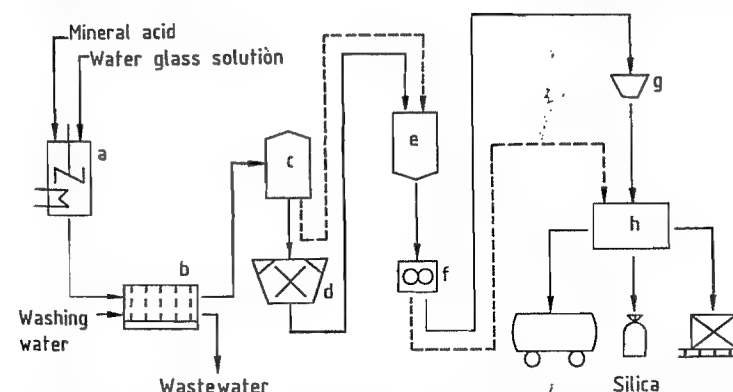 Mineral acid
Water glass solution
a
b
c
d
e
f
g
h
Washing
water
Wastewater
Silica